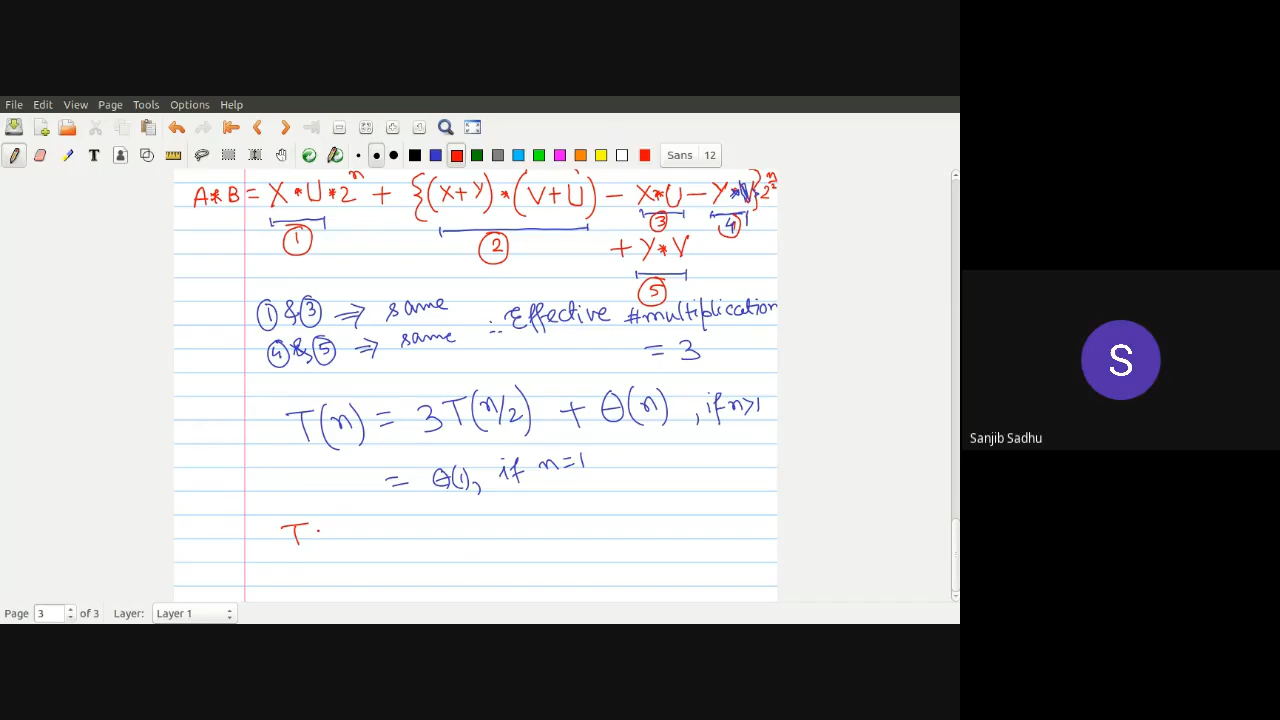 File Edit View Page Tools Options Help
Sans 12
A*B = X*U*2^n + {(X+Y)*(V+U) - X*U - Y*V}2^(n/2)
① ② ③ ④
+ Y*V
⑤
① & ③ ⇒ same
∴ Effective #multiplication
④ & ⑤ ⇒ same
= 3
T(n) = 3T(n/2) + θ(n), if n>1
= θ(1), if n=1
T
Page 3 of 3 Layer: Layer 1
S
Sanjib Sadhu